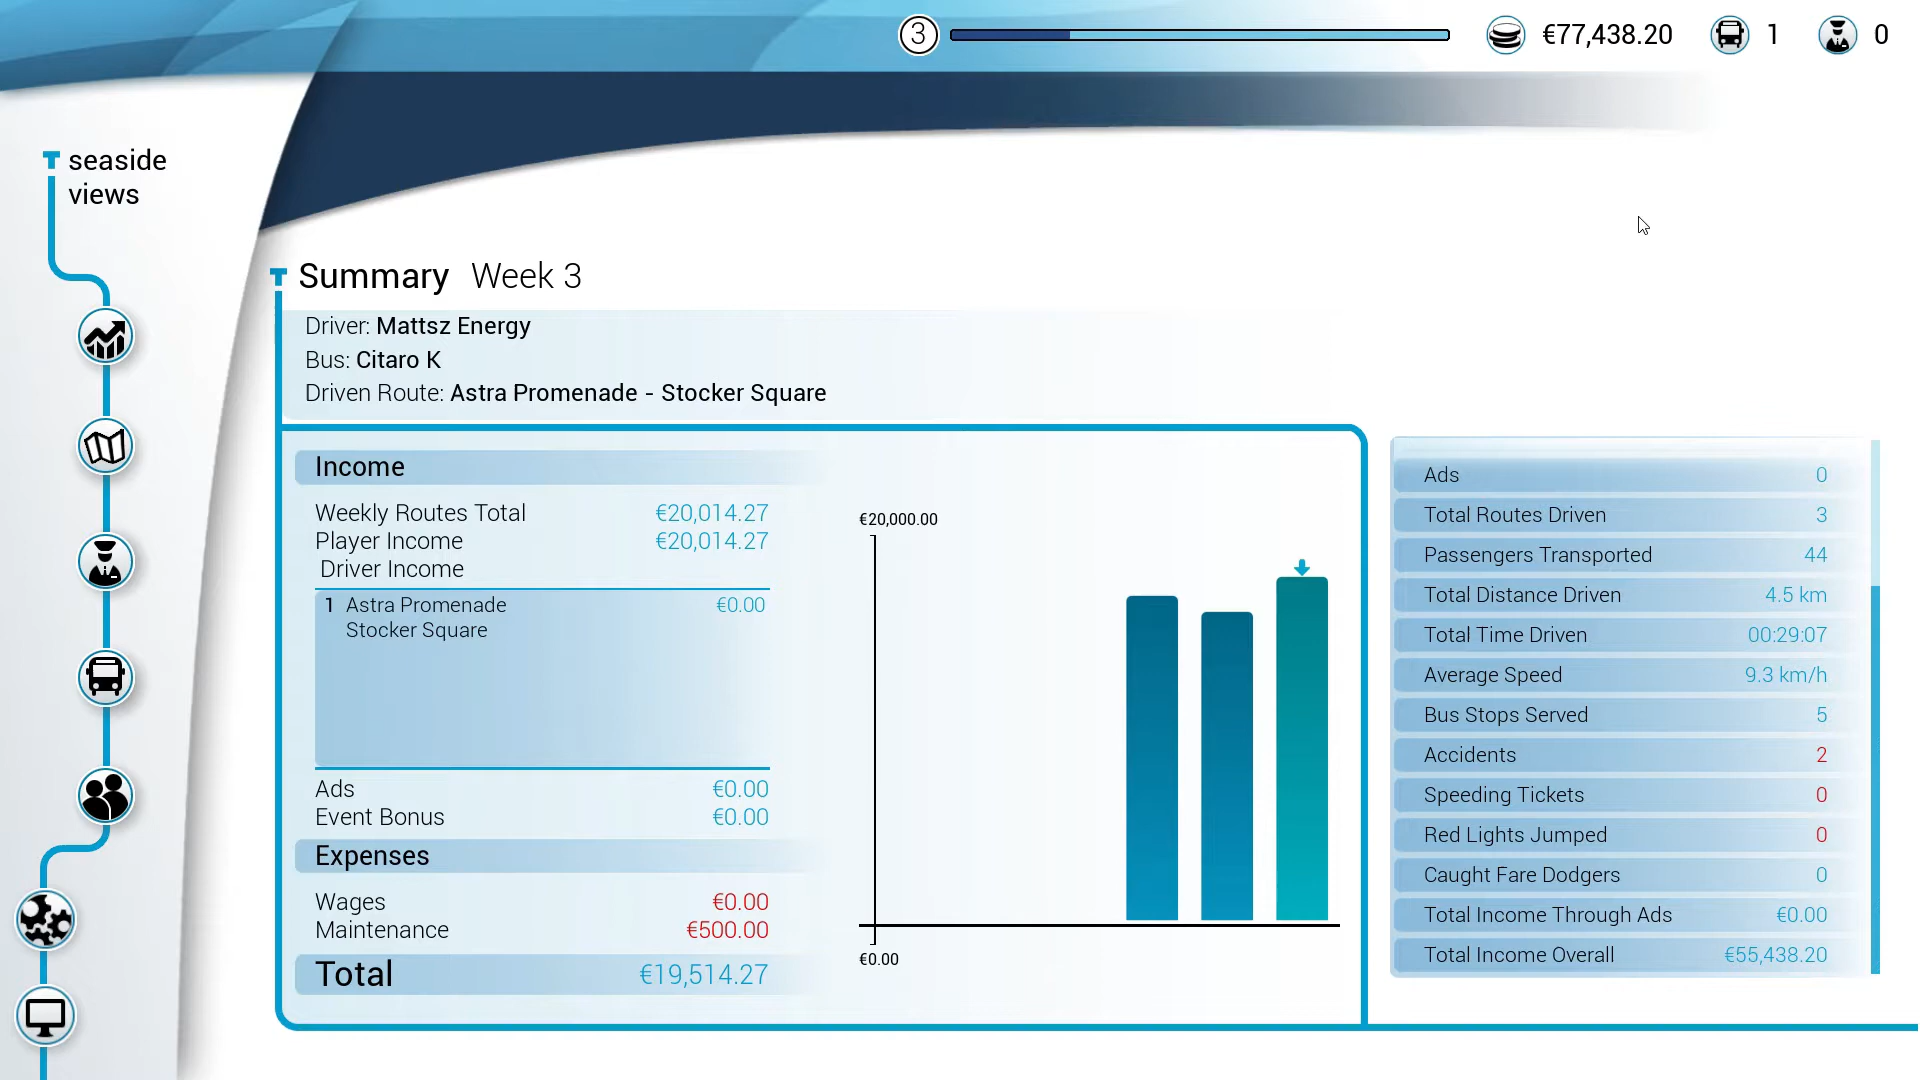 3
€77,438.20
1
0
seaside
views
Summary Week 3
Driver: Mattsz Energy
Bus: Citaro K
Driven Route: Astra Promenade - Stocker Square
Income
Weekly Routes Total €20,014.27
Player Income €20,014.27
Driver Income
1 Astra Promenade €0.00
Stocker Square
Ads €0.00
Event Bonus €0.00
Expenses
Wages €0.00
Maintenance €500.00
Total €19,514.27
€20,000.00
€0.00
Ads 0
Total Routes Driven 3
Passengers Transported 44
Total Distance Driven 4.5 km
Total Time Driven 00:29:07
Average Speed 9.3 km/h
Bus Stops Served 5
Accidents 2
Speeding Tickets 0
Red Lights Jumped 0
Caught Fare Dodgers 0
Total Income Through Ads €0.00
Total Income Overall €55,438.20